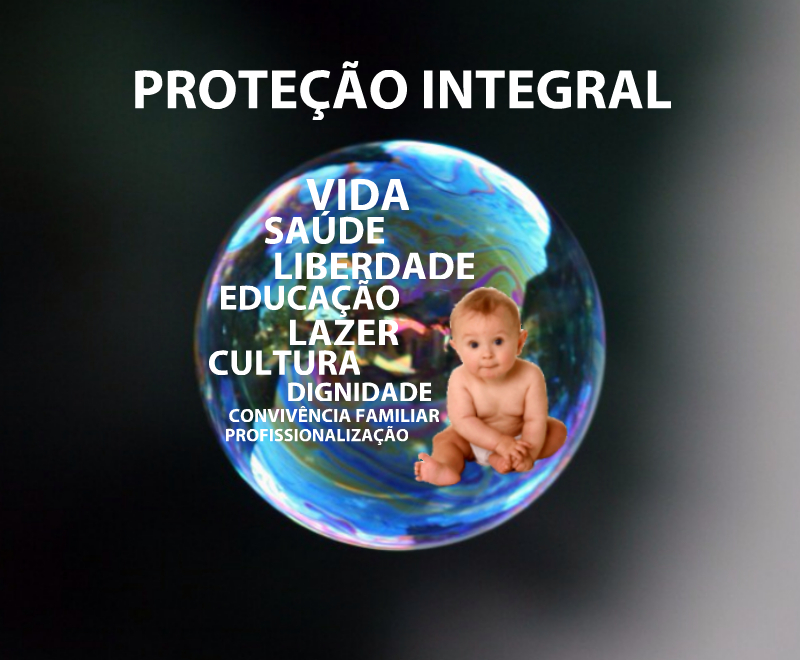 PROTEÇÃO INTEGRAL
VIDA
SAÚDE
LIBERDADE
EDUCAÇÃO
LAZER
CULTURA
DIGNIDADE
CONVIVÊNCIA FAMILIAR
PROFISSIONALIZAÇÃO